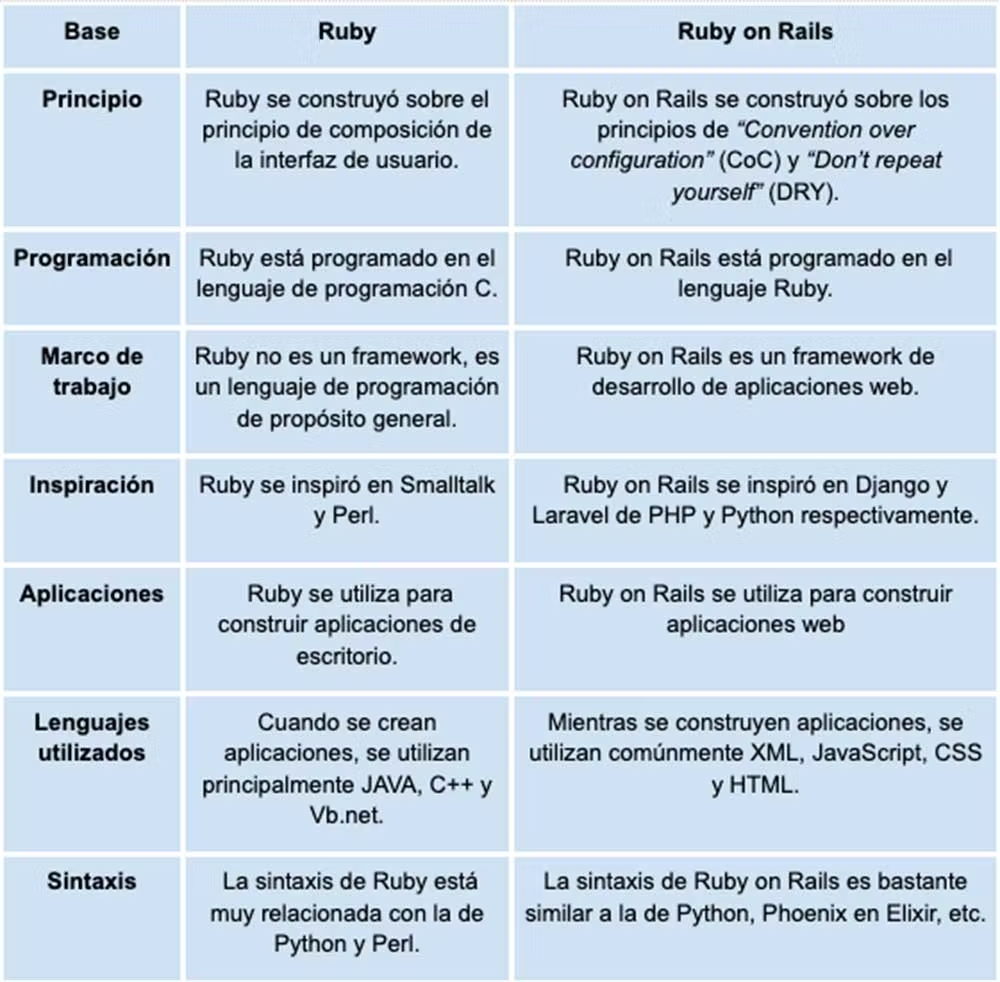 Base
Ruby
Ruby on Rails
Principio
Ruby se construyó sobre el
principio de composición de
la interfaz de usuario.
Ruby on Rails se construyó sobre los
principios de “Convention over
configuration” (CoC) y “Don’t repeat
yourself” (DRY).
Programación
Ruby está programado en el
lenguaje de programación C.
Ruby on Rails está programado en el
lenguaje Ruby.
Marco de
trabajo
Ruby no es un framework, es
un lenguaje de programación
de propósito general.
Ruby on Rails es un framework de
desarrollo de aplicaciones web.
Inspiración
Ruby se inspiró en Smalltalk
y Perl.
Ruby on Rails se inspiró en Django y
Laravel de PHP y Python respectivamente.
Aplicaciones
Ruby se utiliza para
construir aplicaciones de
escritorio.
Ruby on Rails se utiliza para construir
aplicaciones web
Lenguajes
utilizados
Cuando se crean
aplicaciones, se utilizan
principalmente JAVA, C++ y
Vb.net.
Mientras se construyen aplicaciones, se
utilizan comúnmente XML, JavaScript, CSS
y HTML.
Sintaxis
La sintaxis de Ruby está
muy relacionada con la de
Python y Perl.
La sintaxis de Ruby on Rails es bastante
similar a la de Python, Phoenix en Elixir, etc.